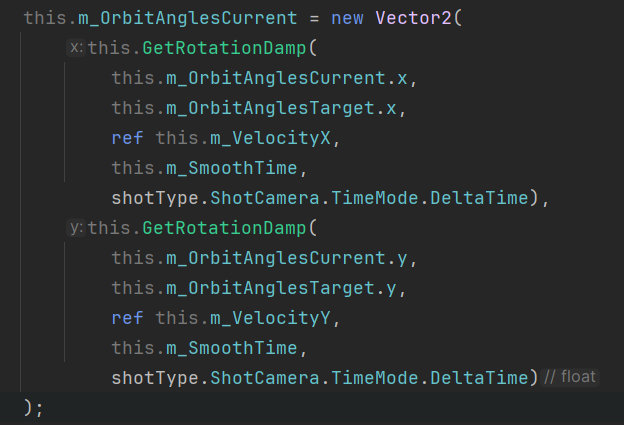 this.m_OrbitAnglesCurrent = new Vector2(
x: this.GetRotationDamp(
this.m_OrbitAnglesCurrent.x,
this.m_OrbitAnglesTarget.x,
ref this.m_VelocityX,
this.m_SmoothTime,
shotType.ShotCamera.TimeMode.DeltaTime),
y: this.GetRotationDamp(
this.m_OrbitAnglesCurrent.y,
this.m_OrbitAnglesTarget.y,
ref this.m_VelocityY,
this.m_SmoothTime,
shotType.ShotCamera.TimeMode.DeltaTime) // float
);